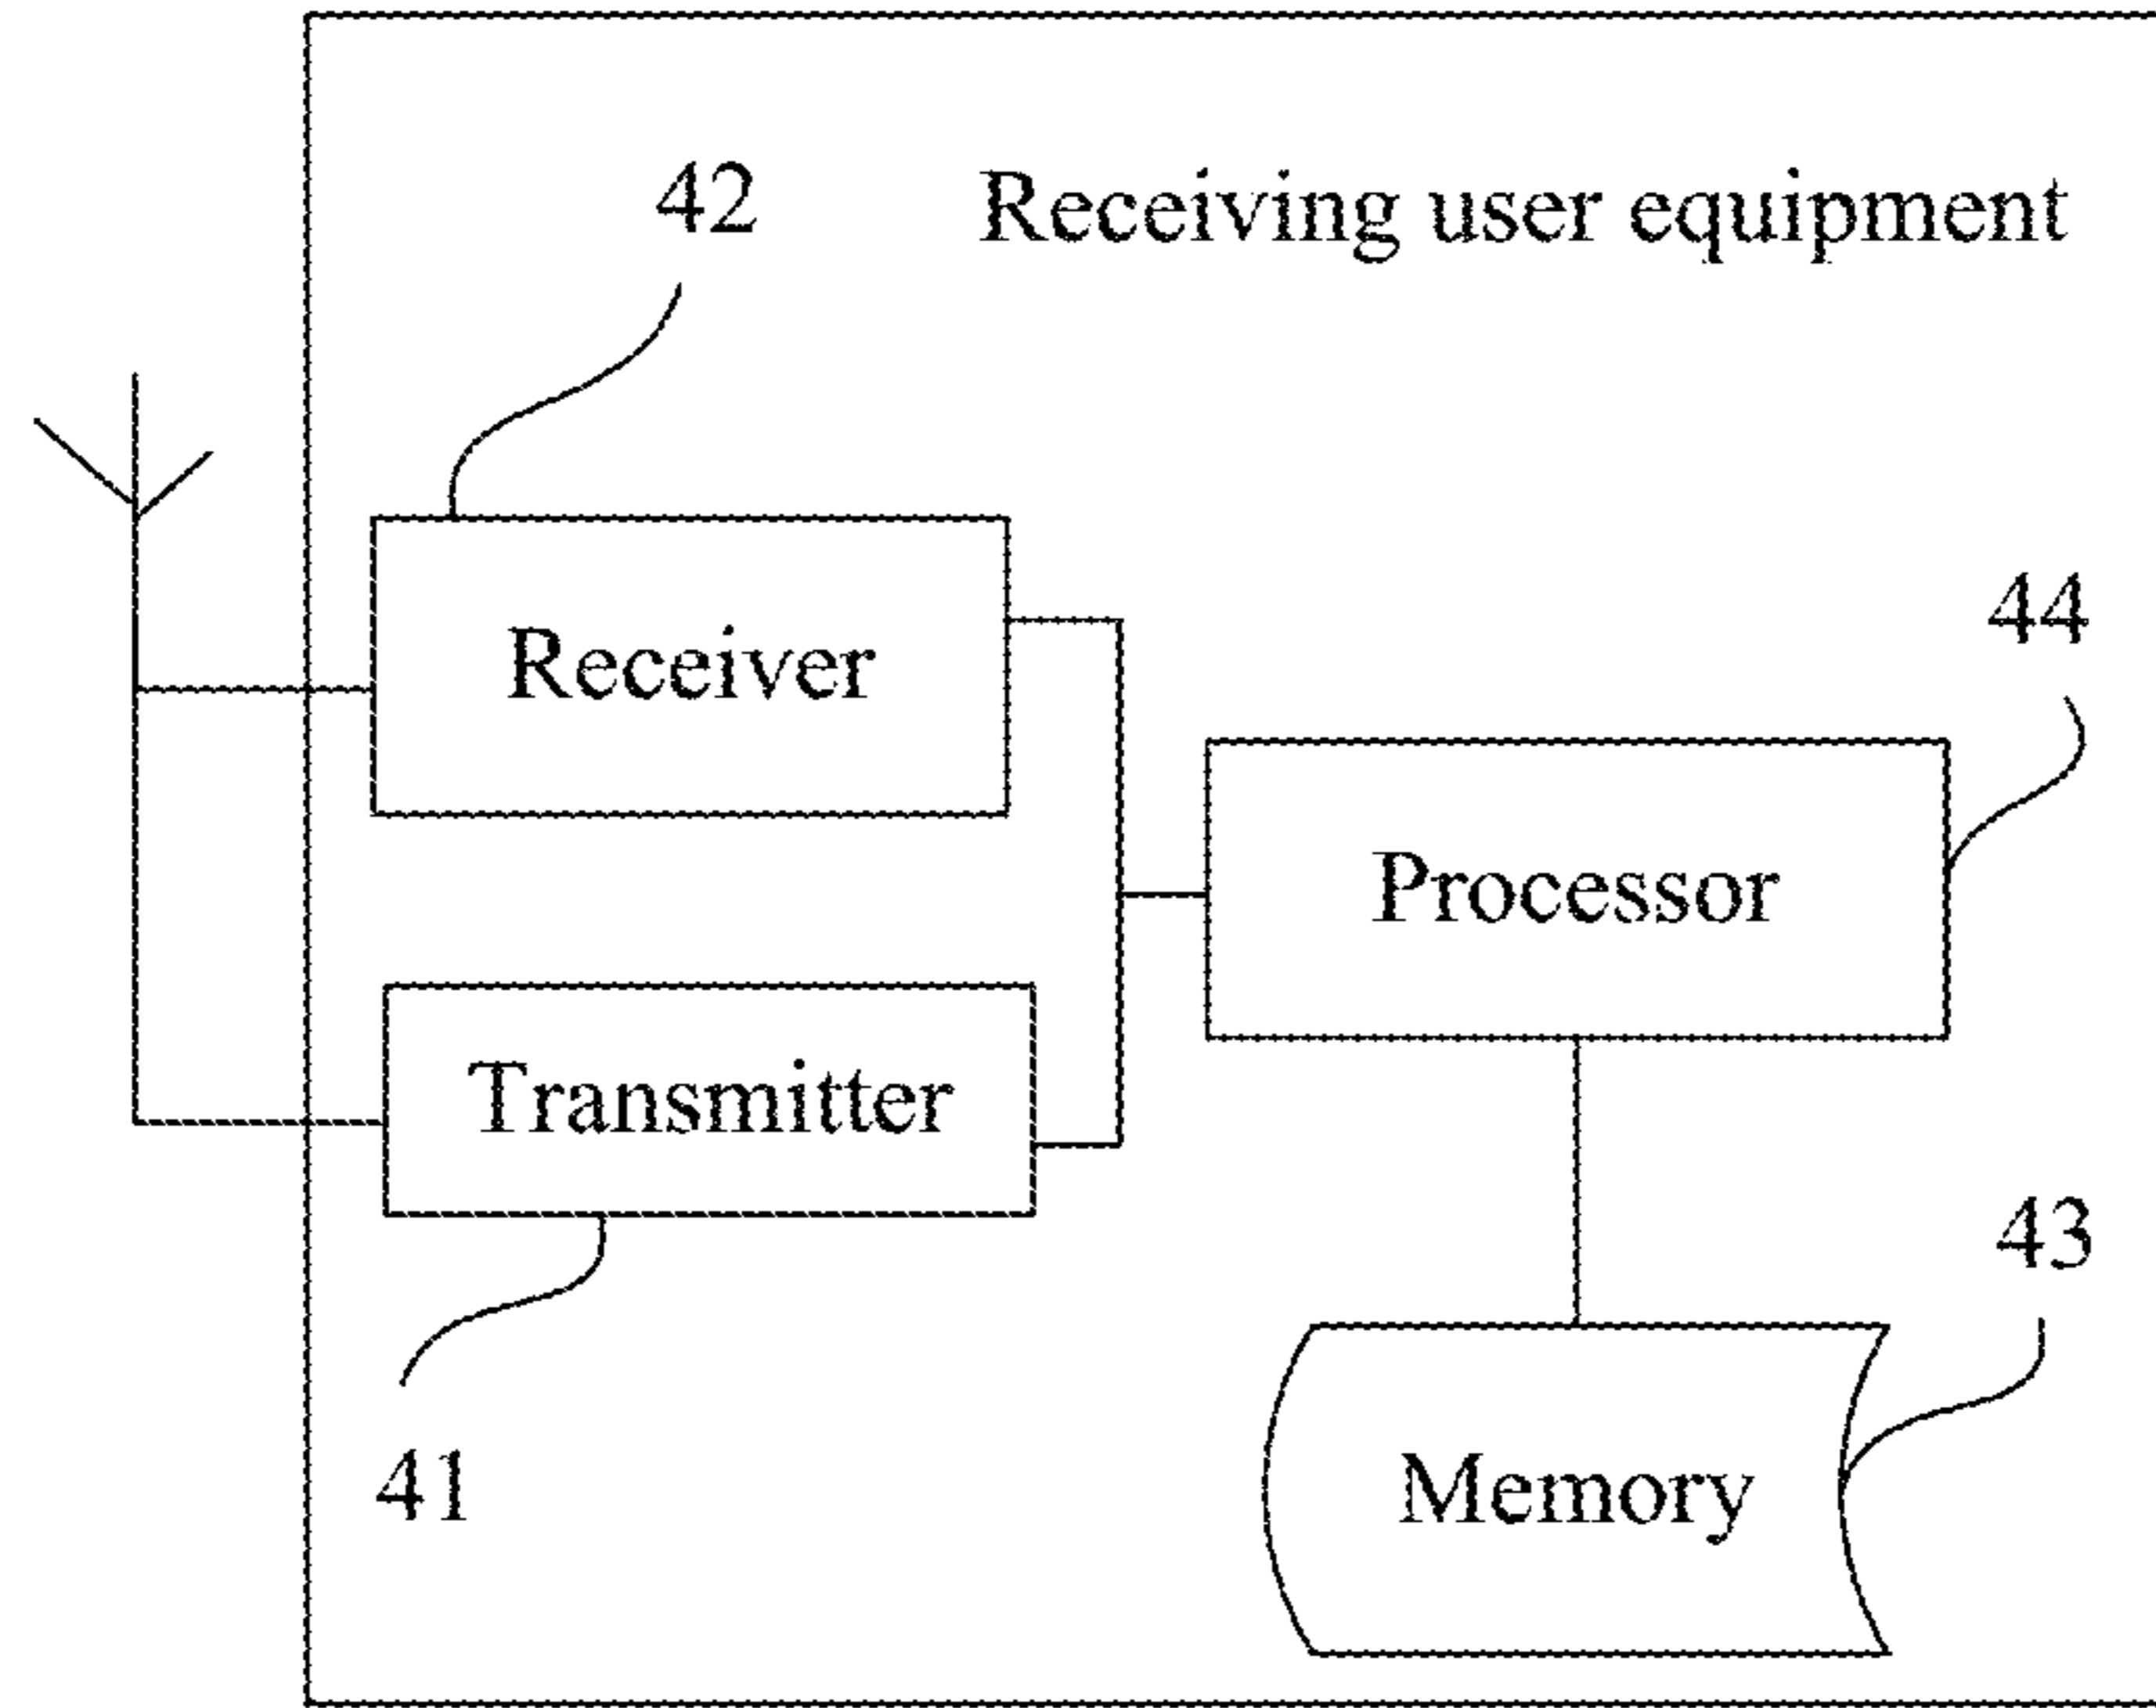 42
Receiving user equipment
Receiver
44
Processor
Transmitter
43
41
Memory